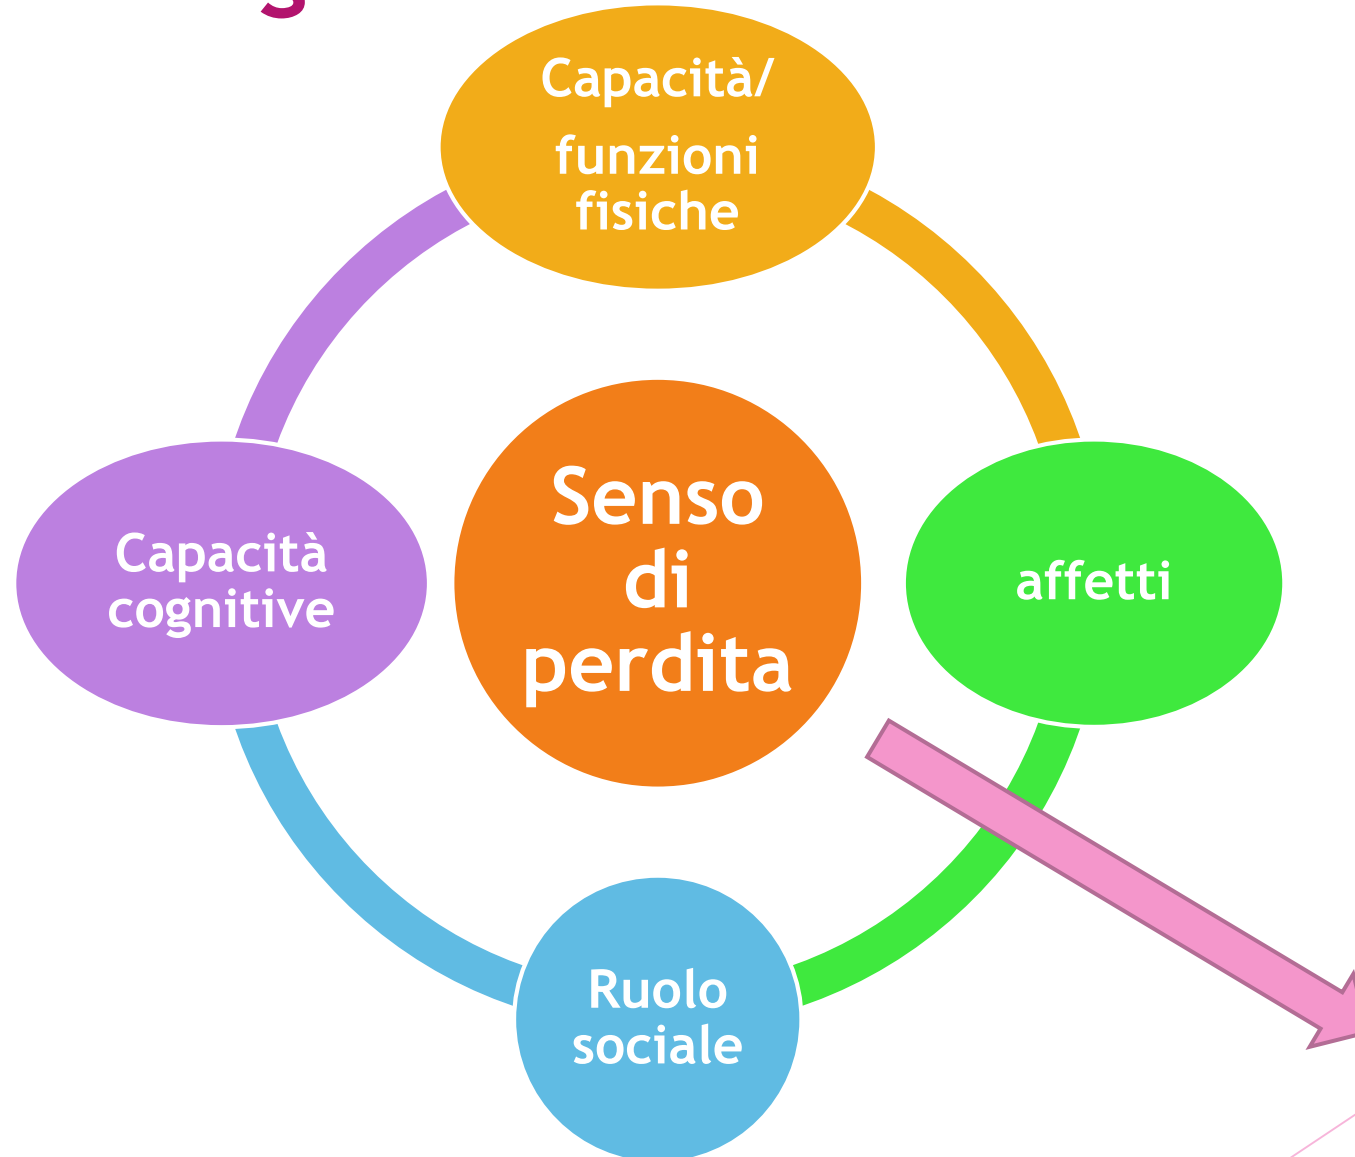 Capacità/
funzioni
fisiche
Senso
di
perdita
Capacità
cognitive
affetti
Ruolo
sociale